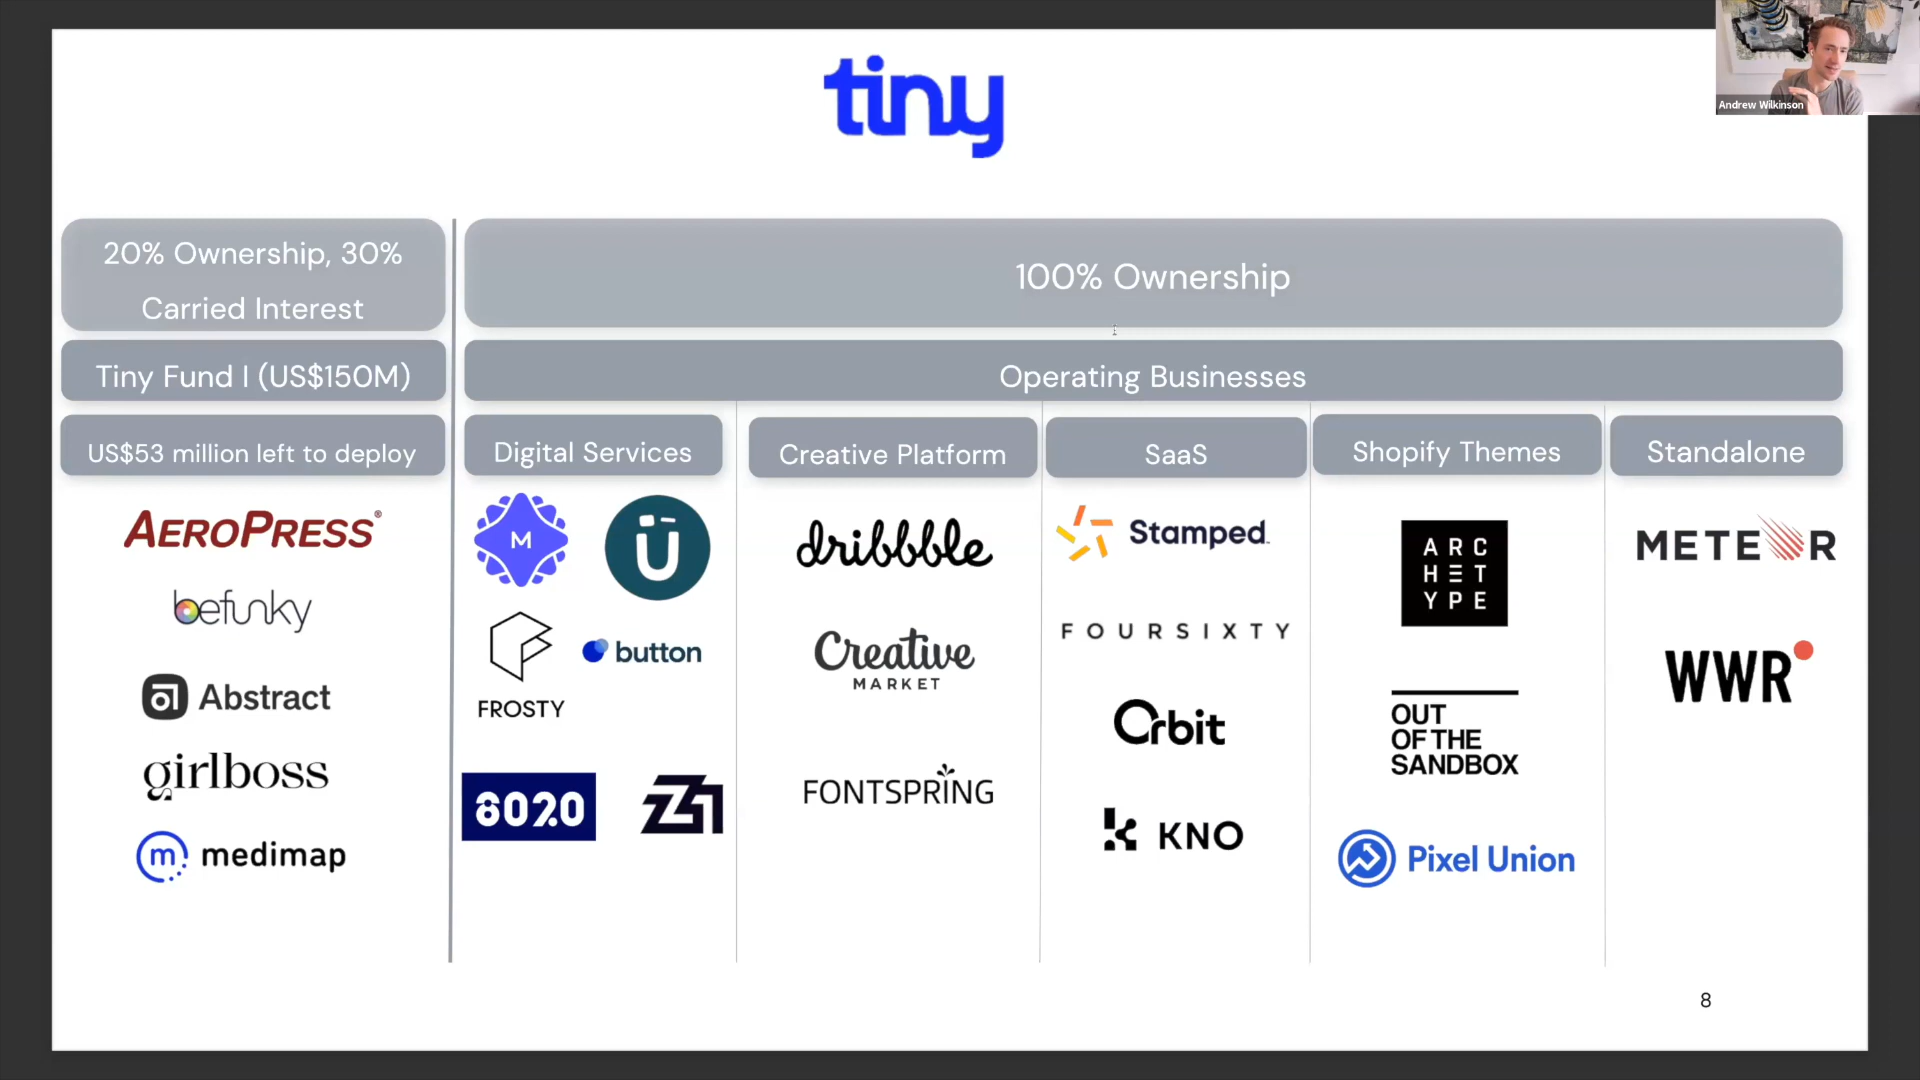 tiny
Andrew Wilkinson
20% Ownership, 30%
Carried Interest
100% Ownership
Tiny Fund I (US$150M)
Operating Businesses
US$53 million left to deploy
Digital Services
Creative Platform
SaaS
Shopify Themes
Standalone
AEROPRESS®
befunky
Abstract
girlboss
m medimap
M
Ü
FROSTY
button
8020
Z1
dribbble
Creative
MARKET
FONTSPRING
Stamped.
FOURSIXTY
Orbit
KNO
ARC
HET
YPE
OUT
OF THE
SANDBOX
Pixel Union
METEOR
WWR
8